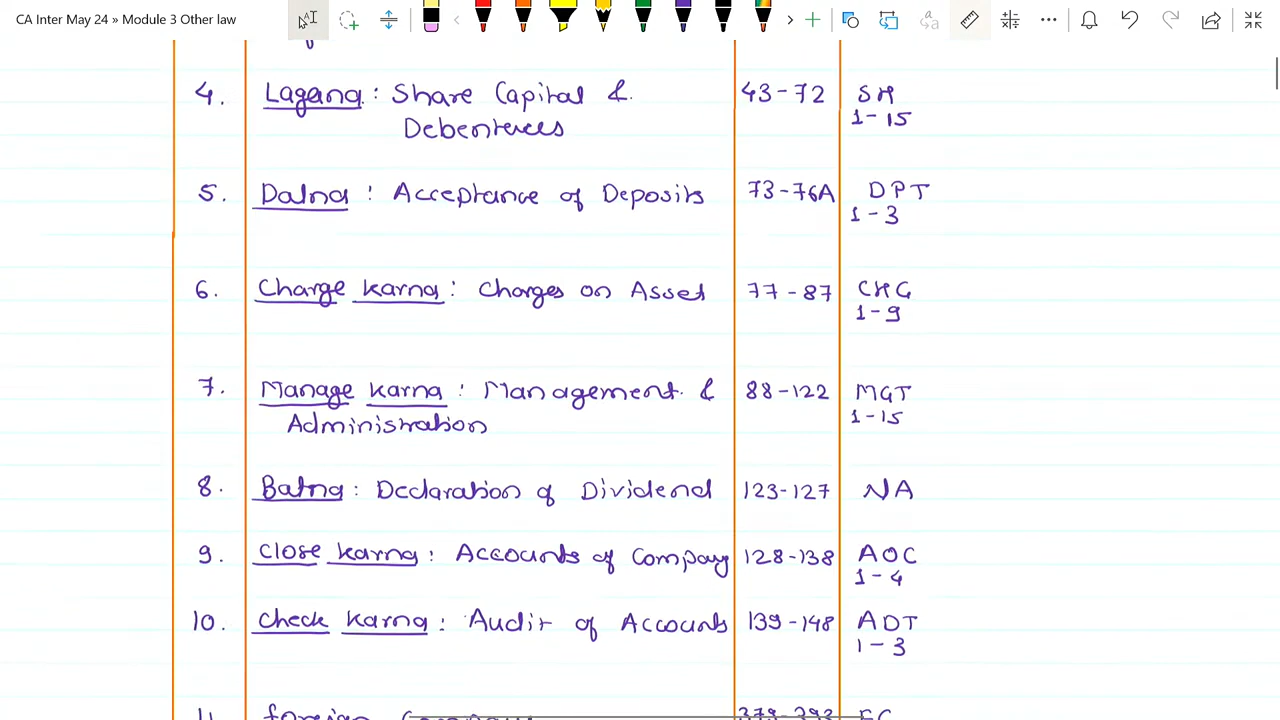 CA Inter May 24 » Module 3 Other law
4. Lagana : Share Capital & 43-72 SH
Debentures 1-15
5. Dalna : Acceptance of Deposits 73-76A DPT
1-3
6. Charge karna : Charges on Asset 77-87 CHG
1-9
7. Manage karna : Management & 88-122 MGT
Administration 1-15
8. Batna : Declaration of Dividend 123-127 NA
9. Close karna : Accounts of Company 128-138 AOC
1-4
10. Check karna : Audit of Accounts 139-148 ADT
1-3